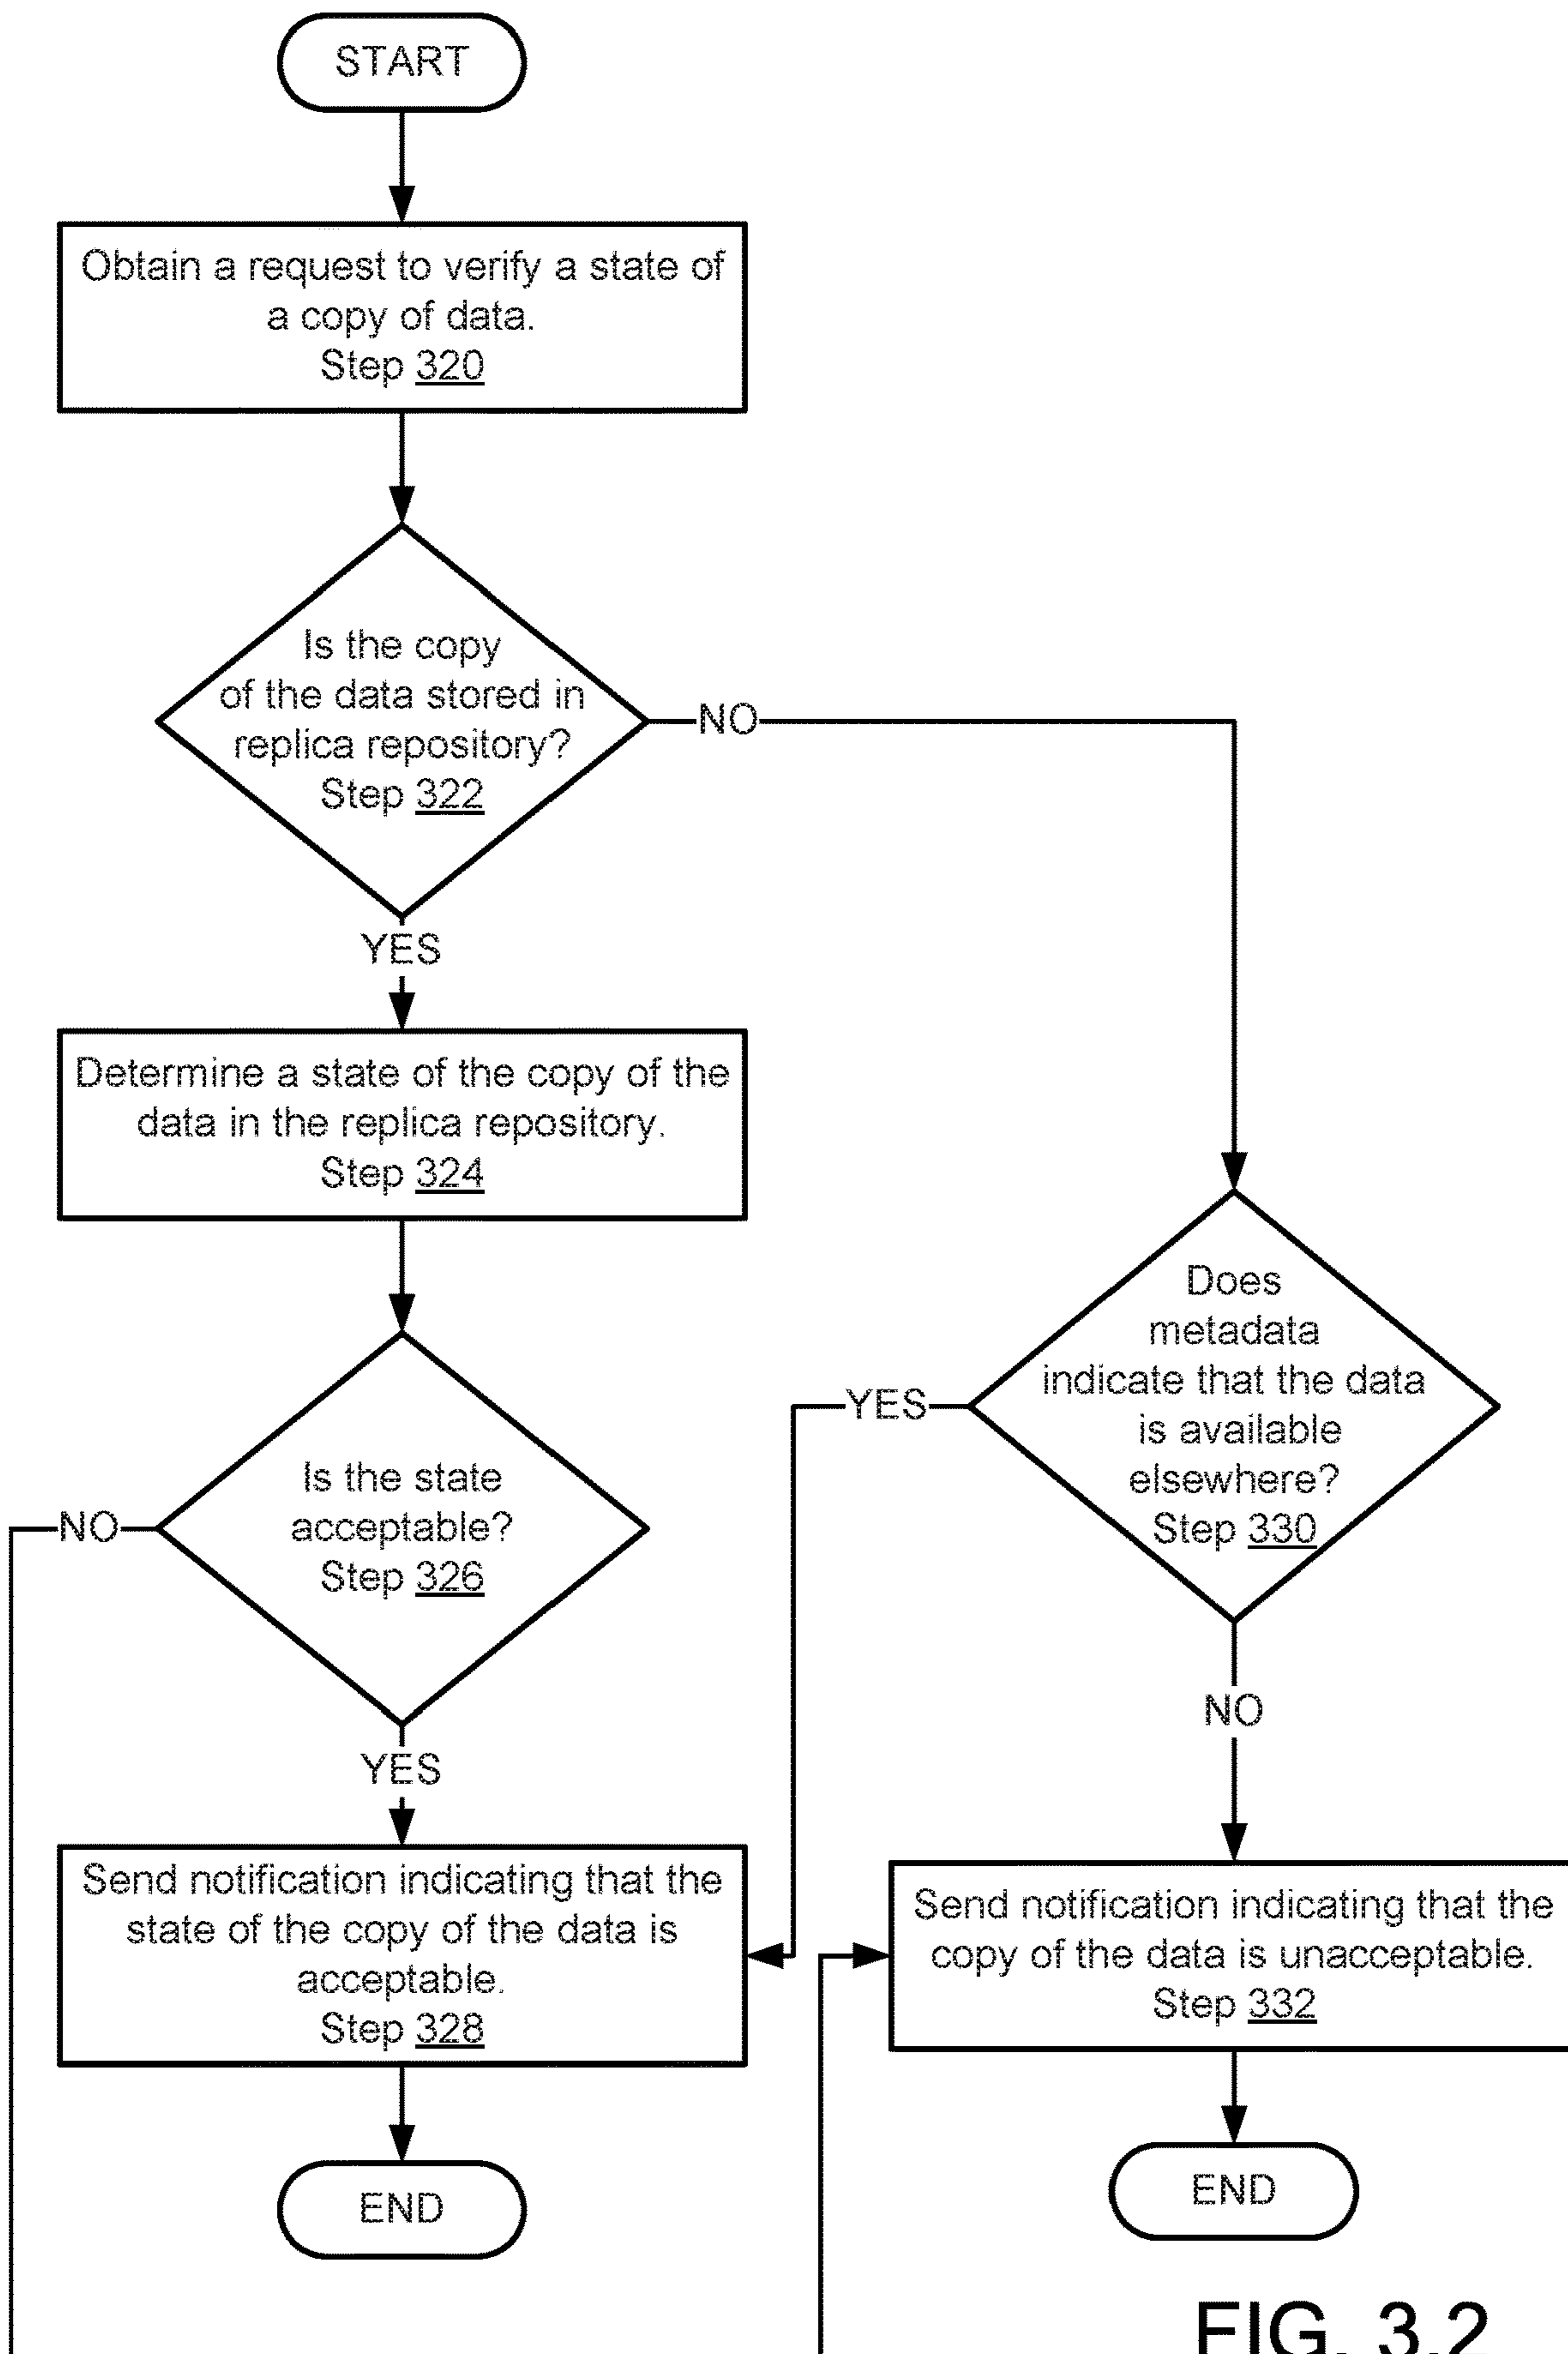 START
Obtain a request to verify a state of
a copy of data.
Step 320
Is the copy
of the data stored in
replica repository?
Step 322
NO
YES
Determine a state of the copy of the
data in the replica repository.
Step 324
Does
metadata
indicate that the data
is available
elsewhere?
Step 330
YES
NO
Is the state
acceptable?
Step 326
NO
YES
Send notification indicating that the
state of the copy of the data is
acceptable.
Step 328
Send notification indicating that the
copy of the data is unacceptable.
Step 332
END
END
FIG. 3.2